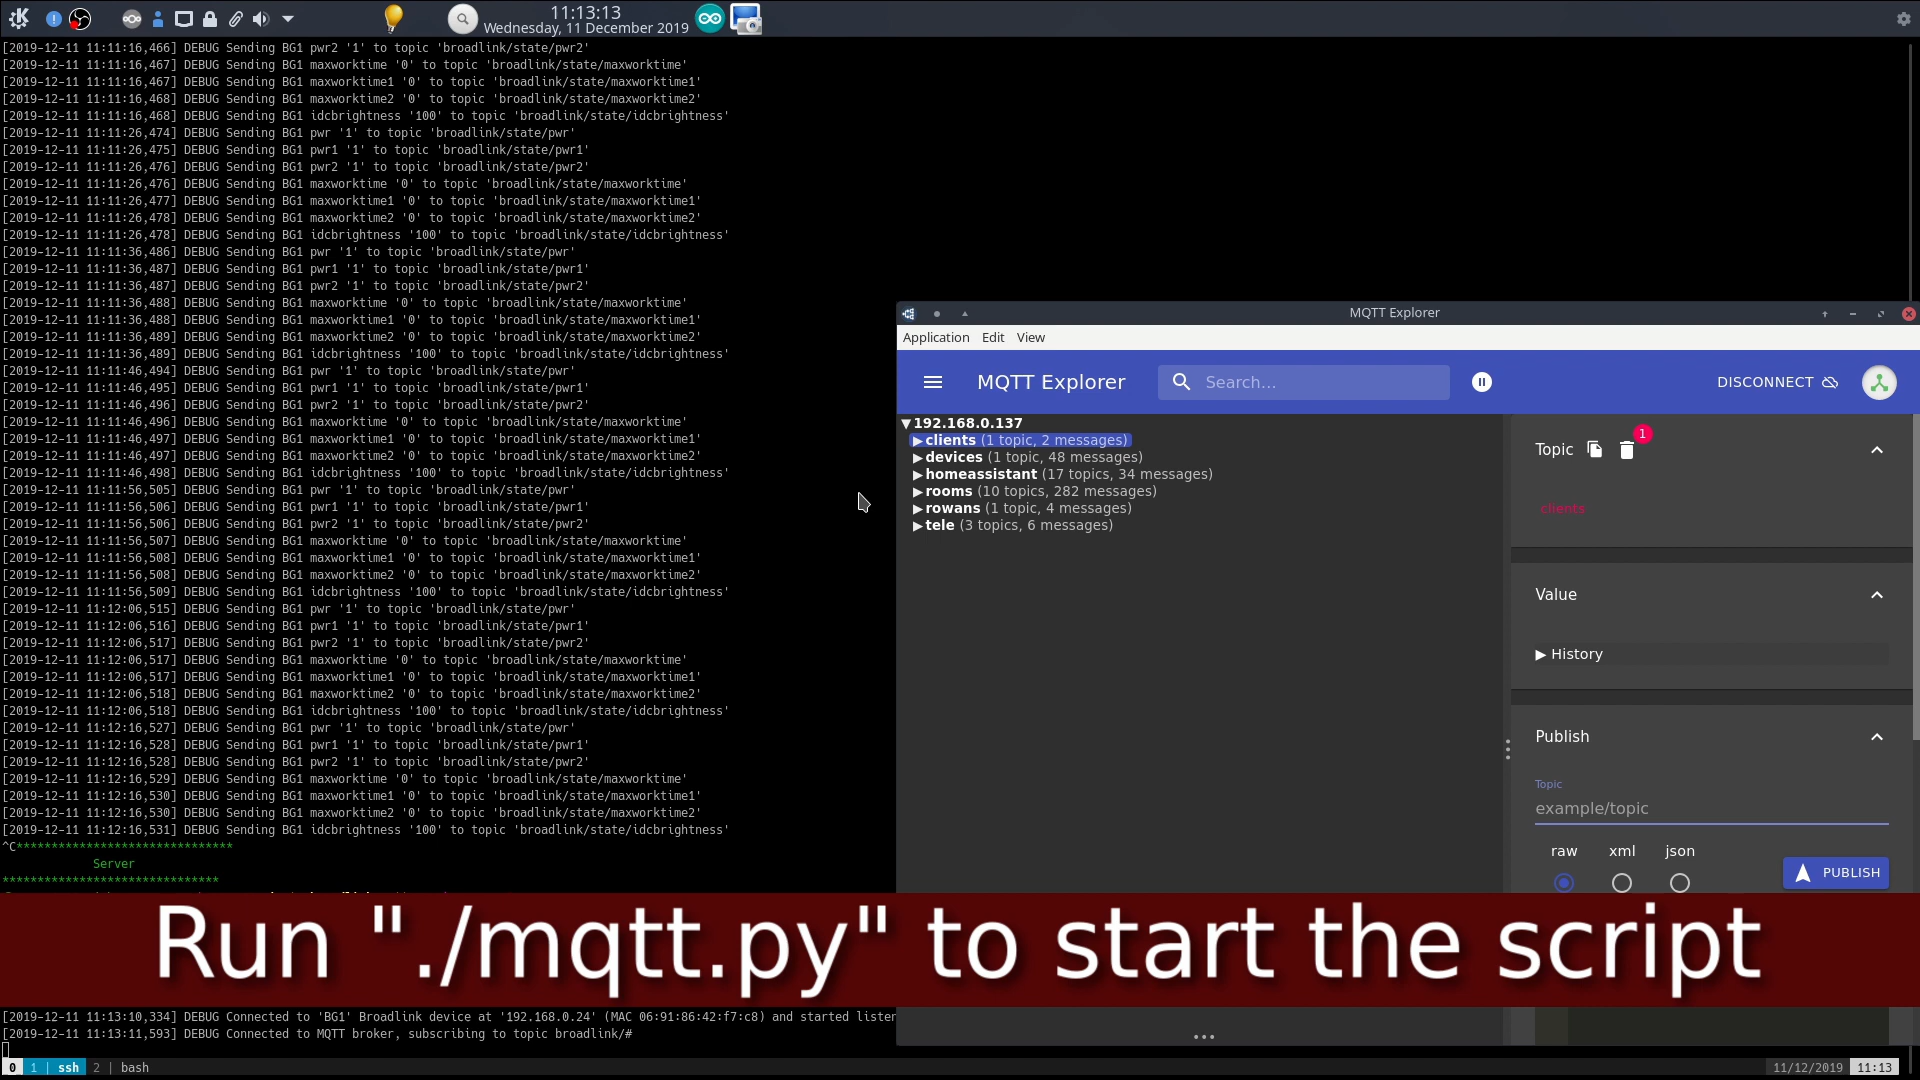 11:13:13
Wednesday, 11 December 2019
[2019-12-11 11:11:16,466] DEBUG Sending BG1 pwr2 '1' to topic 'broadlink/state/pwr2'
[2019-12-11 11:11:16,467] DEBUG Sending BG1 maxworktime '0' to topic 'broadlink/state/maxworktime'
[2019-12-11 11:11:16,467] DEBUG Sending BG1 maxworktime1 '0' to topic 'broadlink/state/maxworktime1'
[2019-12-11 11:11:16,468] DEBUG Sending BG1 maxworktime2 '0' to topic 'broadlink/state/maxworktime2'
[2019-12-11 11:11:16,468] DEBUG Sending BG1 idcbrightness '100' to topic 'broadlink/state/idcbrightness'
[2019-12-11 11:11:26,474] DEBUG Sending BG1 pwr '1' to topic 'broadlink/state/pwr'
[2019-12-11 11:11:26,475] DEBUG Sending BG1 pwr1 '1' to topic 'broadlink/state/pwr1'
[2019-12-11 11:11:26,476] DEBUG Sending BG1 pwr2 '1' to topic 'broadlink/state/pwr2'
[2019-12-11 11:11:26,476] DEBUG Sending BG1 maxworktime '0' to topic 'broadlink/state/maxworktime'
[2019-12-11 11:11:26,477] DEBUG Sending BG1 maxworktime1 '0' to topic 'broadlink/state/maxworktime1'
[2019-12-11 11:11:26,478] DEBUG Sending BG1 maxworktime2 '0' to topic 'broadlink/state/maxworktime2'
[2019-12-11 11:11:26,478] DEBUG Sending BG1 idcbrightness '100' to topic 'broadlink/state/idcbrightness'
[2019-12-11 11:11:36,486] DEBUG Sending BG1 pwr '1' to topic 'broadlink/state/pwr'
[2019-12-11 11:11:36,487] DEBUG Sending BG1 pwr1 '1' to topic 'broadlink/state/pwr1'
[2019-12-11 11:11:36,487] DEBUG Sending BG1 pwr2 '1' to topic 'broadlink/state/pwr2'
[2019-12-11 11:11:36,488] DEBUG Sending BG1 maxworktime '0' to topic 'broadlink/state/maxworktime'
[2019-12-11 11:11:36,488] DEBUG Sending BG1 maxworktime1 '0' to topic 'broadlink/state/maxworktime1'
[2019-12-11 11:11:36,489] DEBUG Sending BG1 maxworktime2 '0' to topic 'broadlink/state/maxworktime2'
[2019-12-11 11:11:36,489] DEBUG Sending BG1 idcbrightness '100' to topic 'broadlink/state/idcbrightness'
[2019-12-11 11:11:46,494] DEBUG Sending BG1 pwr '1' to topic 'broadlink/state/pwr'
[2019-12-11 11:11:46,495] DEBUG Sending BG1 pwr1 '1' to topic 'broadlink/state/pwr1'
[2019-12-11 11:11:46,496] DEBUG Sending BG1 pwr2 '1' to topic 'broadlink/state/pwr2'
[2019-12-11 11:11:46,496] DEBUG Sending BG1 maxworktime '0' to topic 'broadlink/state/maxworktime'
[2019-12-11 11:11:46,497] DEBUG Sending BG1 maxworktime1 '0' to topic 'broadlink/state/maxworktime1'
[2019-12-11 11:11:46,497] DEBUG Sending BG1 maxworktime2 '0' to topic 'broadlink/state/maxworktime2'
[2019-12-11 11:11:46,498] DEBUG Sending BG1 idcbrightness '100' to topic 'broadlink/state/idcbrightness'
[2019-12-11 11:11:56,505] DEBUG Sending BG1 pwr '1' to topic 'broadlink/state/pwr'
[2019-12-11 11:11:56,506] DEBUG Sending BG1 pwr1 '1' to topic 'broadlink/state/pwr1'
[2019-12-11 11:11:56,506] DEBUG Sending BG1 pwr2 '1' to topic 'broadlink/state/pwr2'
[2019-12-11 11:11:56,507] DEBUG Sending BG1 maxworktime '0' to topic 'broadlink/state/maxworktime'
[2019-12-11 11:11:56,508] DEBUG Sending BG1 maxworktime1 '0' to topic 'broadlink/state/maxworktime1'
[2019-12-11 11:11:56,508] DEBUG Sending BG1 maxworktime2 '0' to topic 'broadlink/state/maxworktime2'
[2019-12-11 11:11:56,509] DEBUG Sending BG1 idcbrightness '100' to topic 'broadlink/state/idcbrightness'
[2019-12-11 11:12:06,515] DEBUG Sending BG1 pwr '1' to topic 'broadlink/state/pwr'
[2019-12-11 11:12:06,516] DEBUG Sending BG1 pwr1 '1' to topic 'broadlink/state/pwr1'
[2019-12-11 11:12:06,517] DEBUG Sending BG1 pwr2 '1' to topic 'broadlink/state/pwr2'
[2019-12-11 11:12:06,517] DEBUG Sending BG1 maxworktime '0' to topic 'broadlink/state/maxworktime'
[2019-12-11 11:12:06,517] DEBUG Sending BG1 maxworktime1 '0' to topic 'broadlink/state/maxworktime1'
[2019-12-11 11:12:06,518] DEBUG Sending BG1 maxworktime2 '0' to topic 'broadlink/state/maxworktime2'
[2019-12-11 11:12:06,518] DEBUG Sending BG1 idcbrightness '100' to topic 'broadlink/state/idcbrightness'
[2019-12-11 11:12:16,527] DEBUG Sending BG1 pwr '1' to topic 'broadlink/state/pwr'
[2019-12-11 11:12:16,528] DEBUG Sending BG1 pwr1 '1' to topic 'broadlink/state/pwr1'
[2019-12-11 11:12:16,528] DEBUG Sending BG1 pwr2 '1' to topic 'broadlink/state/pwr2'
[2019-12-11 11:12:16,529] DEBUG Sending BG1 maxworktime '0' to topic 'broadlink/state/maxworktime'
[2019-12-11 11:12:16,530] DEBUG Sending BG1 maxworktime1 '0' to topic 'broadlink/state/maxworktime1'
[2019-12-11 11:12:16,530] DEBUG Sending BG1 maxworktime2 '0' to topic 'broadlink/state/maxworktime2'
[2019-12-11 11:12:16,531] DEBUG Sending BG1 idcbrightness '100' to topic 'broadlink/state/idcbrightness'
^C*******************************
Server
*******************************
MQTT Explorer
Application Edit View
MQTT Explorer
Search...
DISCONNECT
▼192.168.0.137
▶clients (1 topic, 2 messages)
▶devices (1 topic, 48 messages)
▶homeassistant (17 topics, 34 messages)
▶rooms (10 topics, 282 messages)
▶rowans (1 topic, 4 messages)
▶tele (3 topics, 6 messages)
Topic
1
clients
Value
▶ History
Publish
Topic
example/topic
raw xml json
PUBLISH
Run "./mqtt.py" to start the script
[2019-12-11 11:13:10,334] DEBUG Connected to 'BG1' Broadlink device at '192.168.0.24' (MAC 06:91:86:42:f7:c8) and started listen
[2019-12-11 11:13:11,593] DEBUG Connected to MQTT broker, subscribing to topic broadlink/#
0 1 | ssh 2 | bash
11/12/2019 11:13